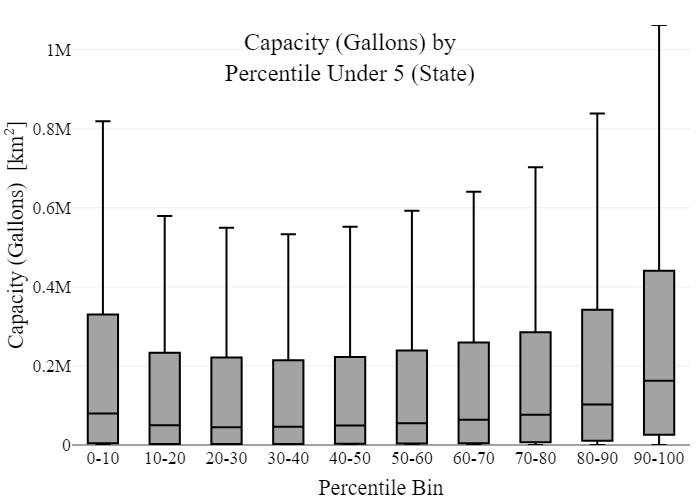 Capacity (Gallons) by
Percentile Under 5 (State)
Capacity (Gallons)  [km²]
1M
0.8M
0.6M
0.4M
0.2M
0
0-10 10-20 20-30 30-40 40-50 50-60 60-70 70-80 80-90 90-100
Percentile Bin